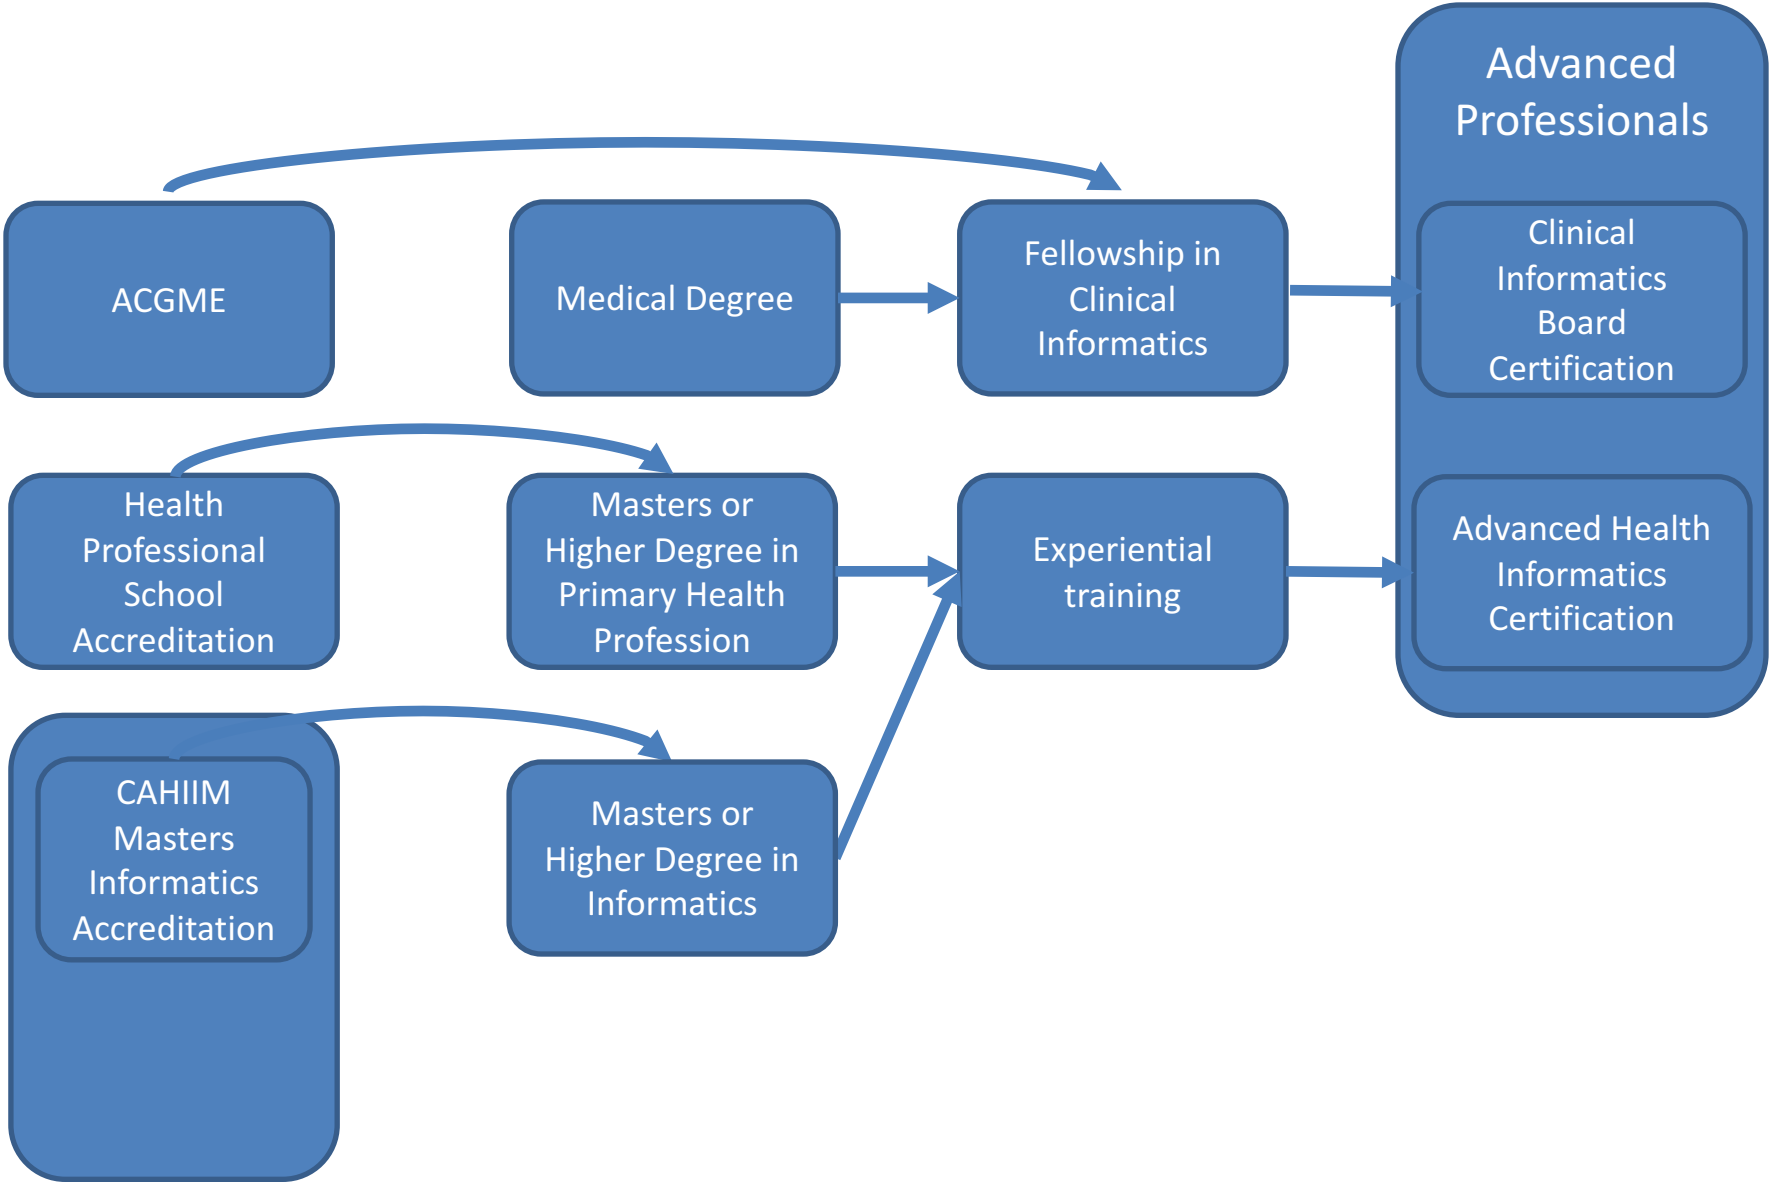 Advanced
Professionals
ACGME
Medical Degree
Fellowship in
Clinical
Informatics
Clinical
Informatics
Board
Certification
Health
Professional
School
Accreditation
Masters or
Higher Degree in
Primary Health
Profession
Experiential
training
Advanced Health
Informatics
Certification
CAHIIM
Masters
Informatics
Accreditation
Masters or
Higher Degree in
Informatics